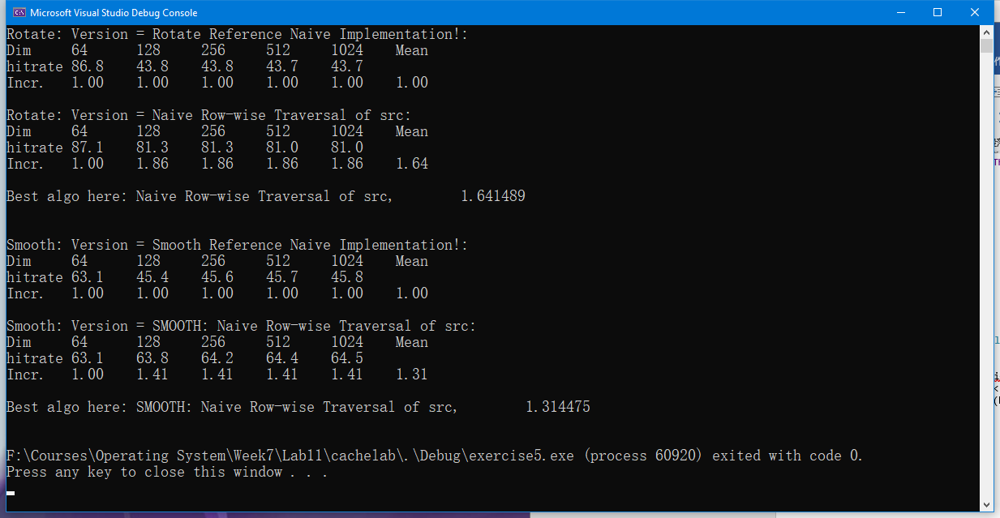 Microsoft Visual Studio Debug Console
Rotate: Version = Rotate Reference Naive Implementation!:
Dim 64 128 256 512 1024 Mean
hitrate 86.8 43.8 43.8 43.7 43.7
Incr. 1.00 1.00 1.00 1.00 1.00 1.00
Rotate: Version = Naive Row-wise Traversal of src:
Dim 64 128 256 512 1024 Mean
hitrate 87.1 81.3 81.3 81.0 81.0
Incr. 1.00 1.86 1.86 1.86 1.86 1.64
Best algo here: Naive Row-wise Traversal of src, 1.641489
Smooth: Version = Smooth Reference Naive Implementation!:
Dim 64 128 256 512 1024 Mean
hitrate 63.1 45.4 45.6 45.7 45.8
Incr. 1.00 1.00 1.00 1.00 1.00 1.00
Smooth: Version = SMOOTH: Naive Row-wise Traversal of src:
Dim 64 128 256 512 1024 Mean
hitrate 63.1 63.8 64.2 64.4 64.5
Incr. 1.00 1.41 1.41 1.41 1.41 1.31
Best algo here: SMOOTH: Naive Row-wise Traversal of src, 1.314475
F:\Courses\Operating System\Week7\Lab11\cachelab\.\Debug\exercise5.exe (process 60920) exited with code 0.
Press any key to close this window . . .